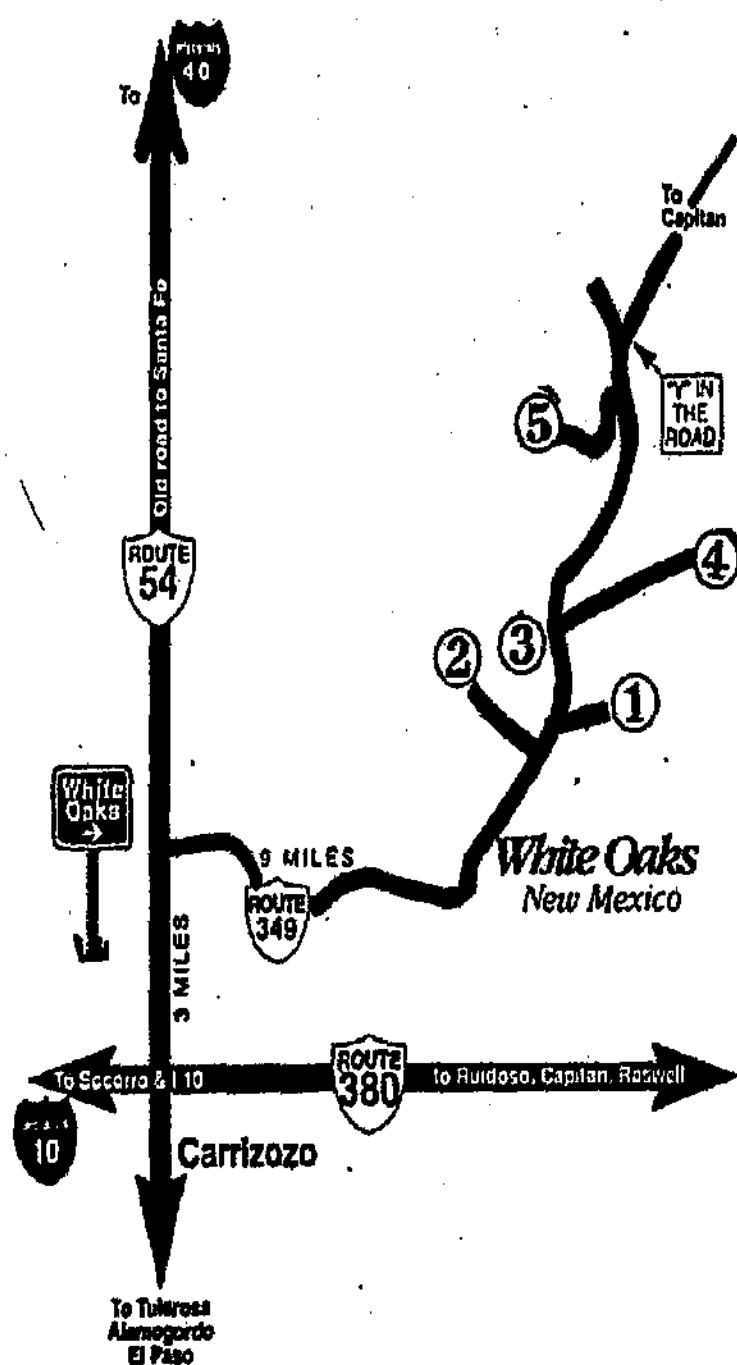 40
To
To
Capitan
Old road to Santa Fe
"Y" IN
THE
ROAD
5
ROUTE
54
4
3
2
1
White
Oaks
→
9 MILES
White Oaks
New Mexico
ROUTE
349
3 MILES
To Socorro & I 10
ROUTE
380
to Ruidoso, Capitan, Roswell
10
Carrizozo
To Tularosa
Alamogordo
El Paso